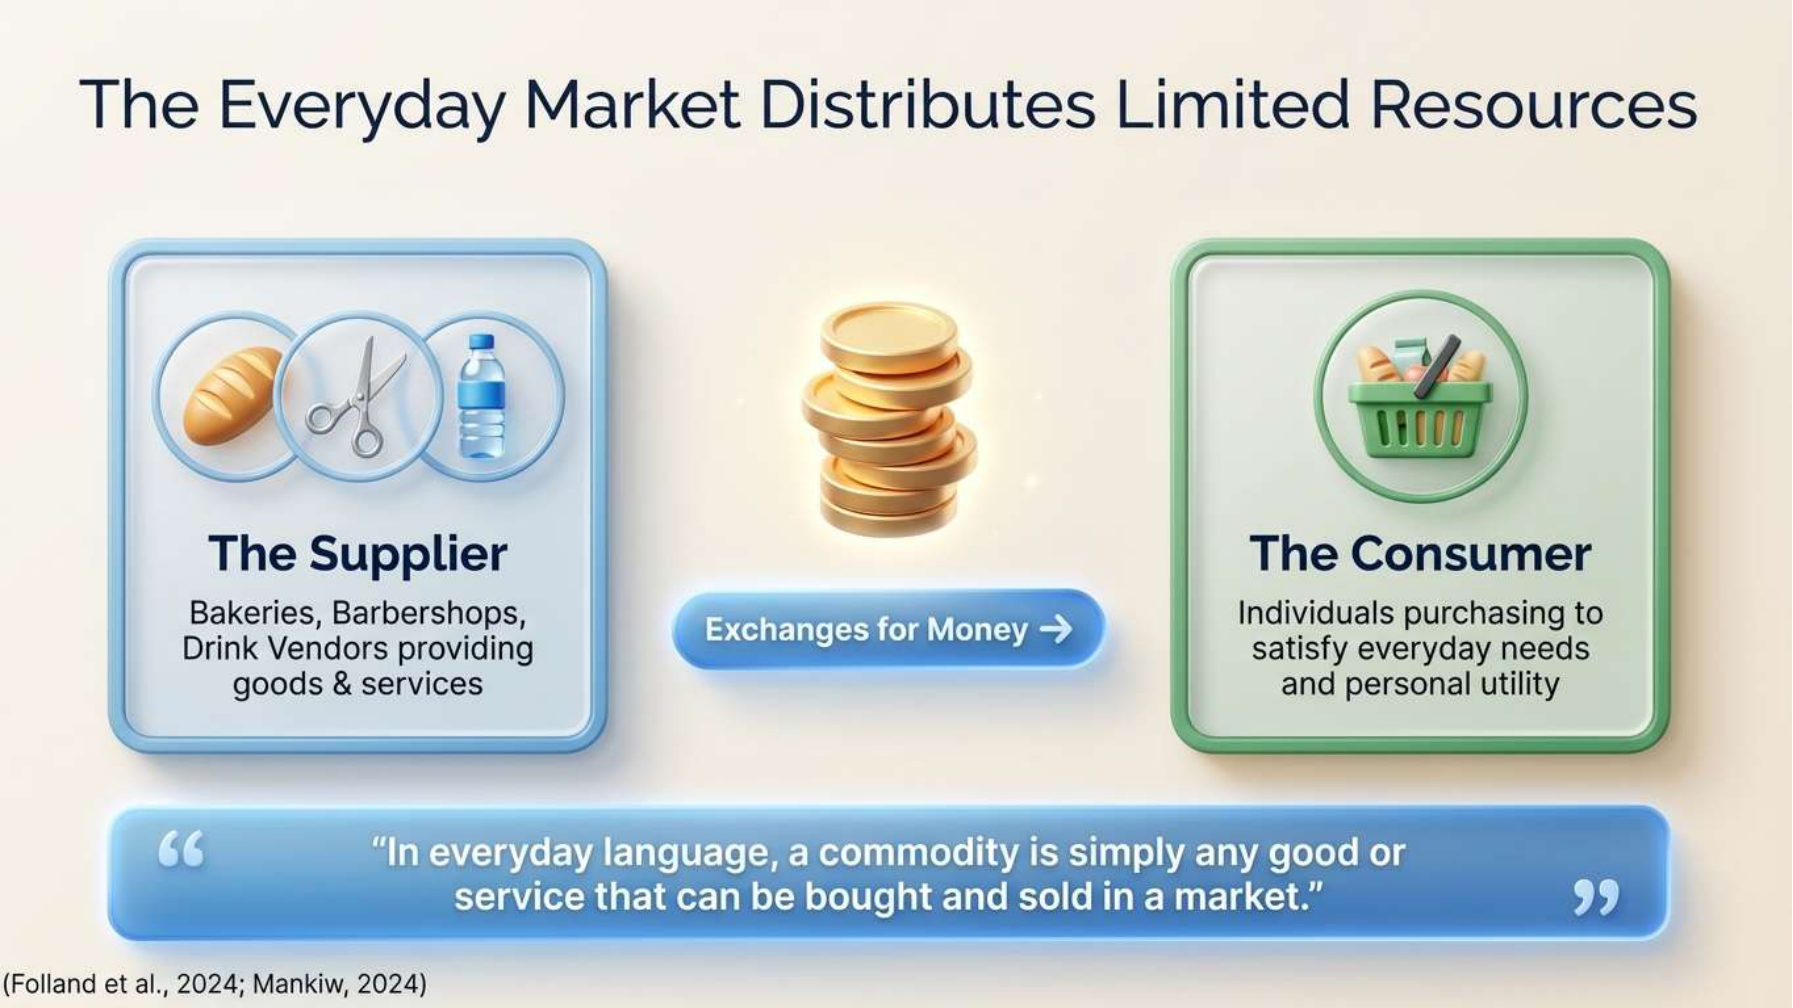 The Everyday Market Distributes Limited Resources
The Supplier
Bakeries, Barbershops,
Drink Vendors providing
goods & services
Exchanges for Money →
The Consumer
Individuals purchasing to
satisfy everyday needs
and personal utility
“In everyday language, a commodity is simply any good or
service that can be bought and sold in a market.”
(Folland et al., 2024; Mankiw, 2024)